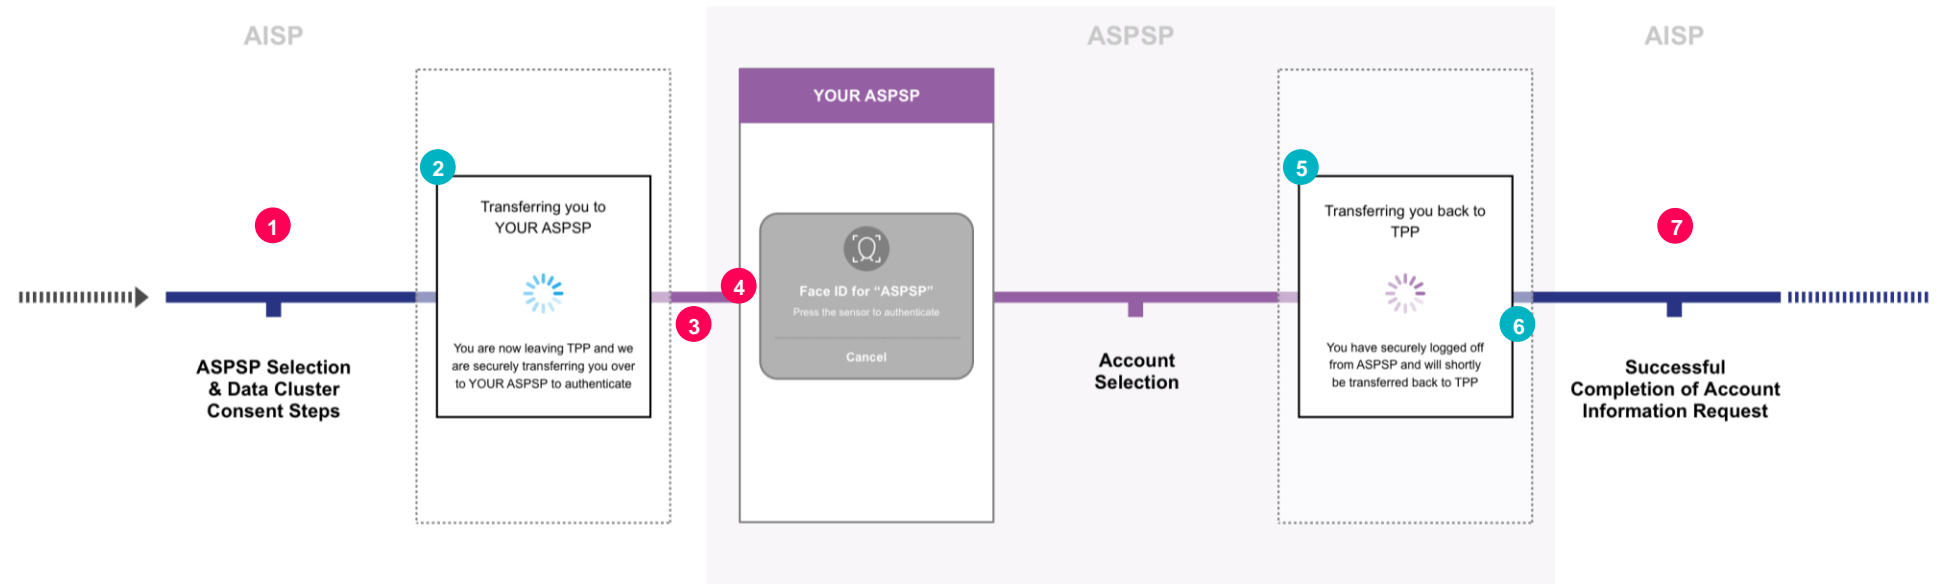 AISP
ASPSP
AISP
1
ASPSP Selection
& Data Cluster
Consent Steps
2
Transferring you to
YOUR ASPSP
You are now leaving TPP and we
are securely transferring you over
to YOUR ASPSP to authenticate
3
4
YOUR ASPSP
Face ID for “ASPSP”
Press the sensor to authenticate
Cancel
Account
Selection
5
Transferring you back to
TPP
You have securely logged off
from ASPSP and will shortly
be transferred back to TPP
6
7
Successful
Completion of Account
Information Request